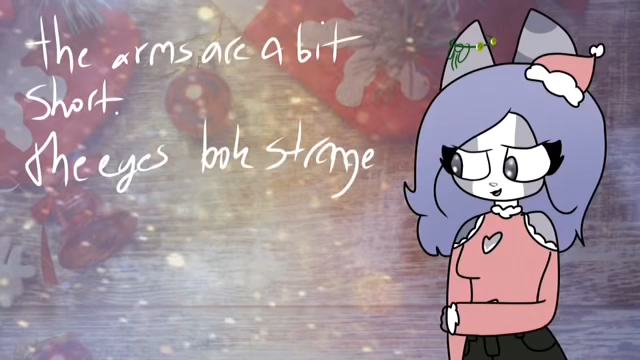 the arms are a bit
short.
the eyes look strange